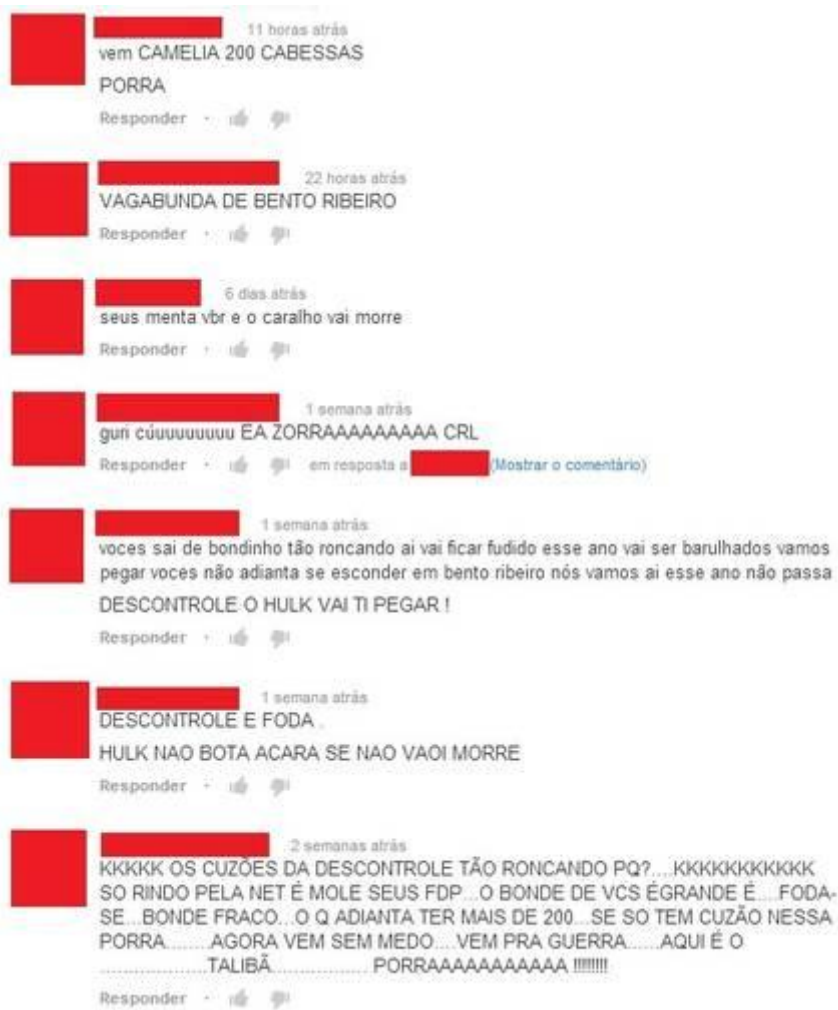 11 horas atrás
vem CAMELIA 200 CABESSAS
PORRA
Responder ·
22 horas atrás
VAGABUNDA DE BENTO RIBEIRO
Responder ·
6 dias atrás
seus menta vbr e o caralho vai morre
Responder ·
1 semana atrás
guri cúuuuuuuuu EA ZORRAAAAAAAAAA CRL
Responder · em resposta a (Mostrar o comentário)
1 semana atrás
voces sai de bondinho tão roncando ai vai ficar fudido esse ano vai ser barulhados vamos
pegar voces não adianta se esconder em bento ribeiro nós vamos ai esse ano não passa
DESCONTROLE O HULK VAI TI PEGAR !
Responder ·
1 semana atrás
DESCONTROLE E FODA .
HULK NAO BOTA ACARA SE NAO VAOI MORRE
Responder ·
2 semanas atrás
KKKKK OS CUZÕES DA DESCONTROLE TÃO RONCANDO PQ?....KKKKKKKKKKK
SO RINDO PELA NET É MOLE SEUS FDP...O BONDE DE VCS ÉGRANDE É....FODA-
SE...BONDE FRACO...O Q ADIANTA TER MAIS DE 200...SE SO TEM CUZÃO NESSA
PORRA.........AGORA VEM SEM MEDO....VEM PRA GUERRA.......AQUI É O
.....................TALIBÃ................... PORRAAAAAAAAAAA !!!!!!!!
Responder ·